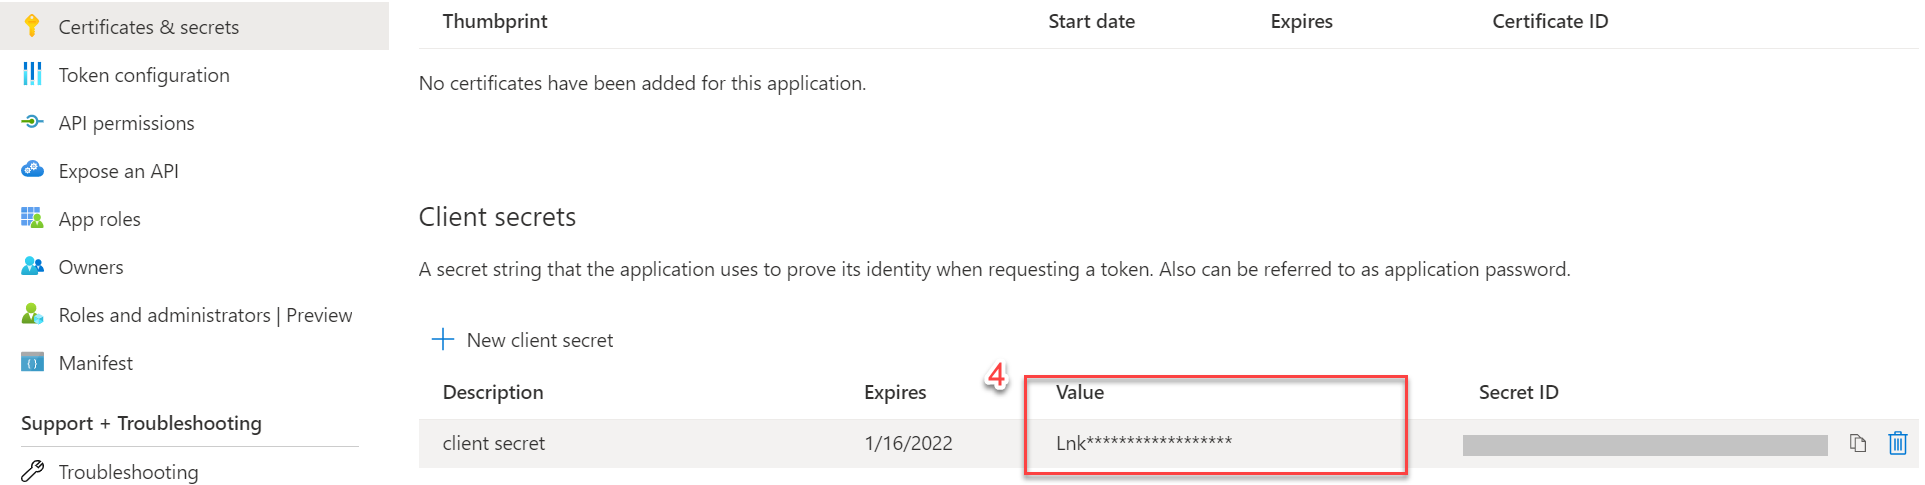 Certificates & secrets
Token configuration
API permissions
Expose an API
App roles
Owners
Roles and administrators | Preview
Manifest
Support + Troubleshooting
Troubleshooting
Thumbprint Start date Expires Certificate ID
No certificates have been added for this application.
Client secrets
A secret string that the application uses to prove its identity when requesting a token. Also can be referred to as application password.
New client secret
4
Description Expires Value Secret ID
client secret 1/16/2022 Lnk******************